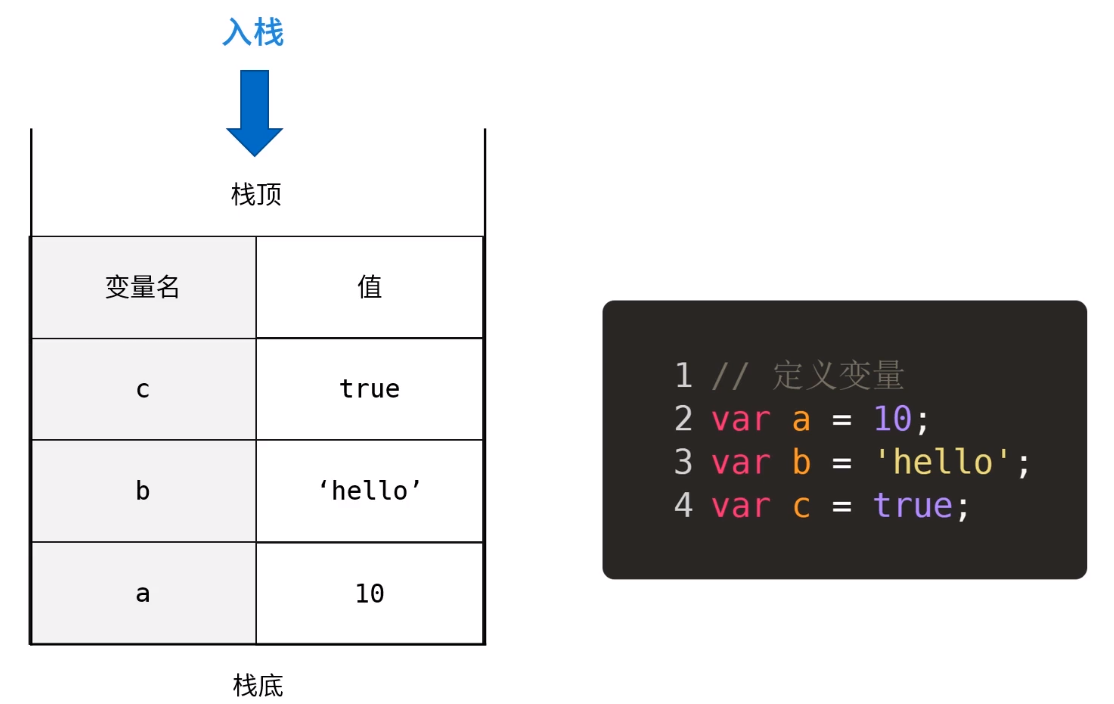 入栈
栈顶
变量名 值
c true
b ‘hello’
a 10
栈底
1 // 定义变量
2 var a = 10;
3 var b = 'hello';
4 var c = true;